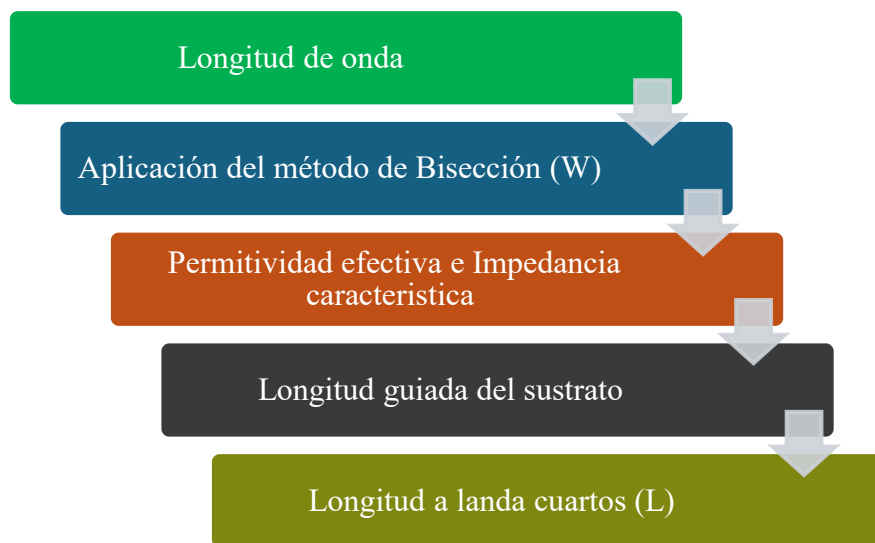 Longitud de onda
Aplicación del método de Bisección (W)
Permitividad efectiva e Impedancia
caracteristica
Longitud guiada del sustrato
Longitud a landa cuartos (L)